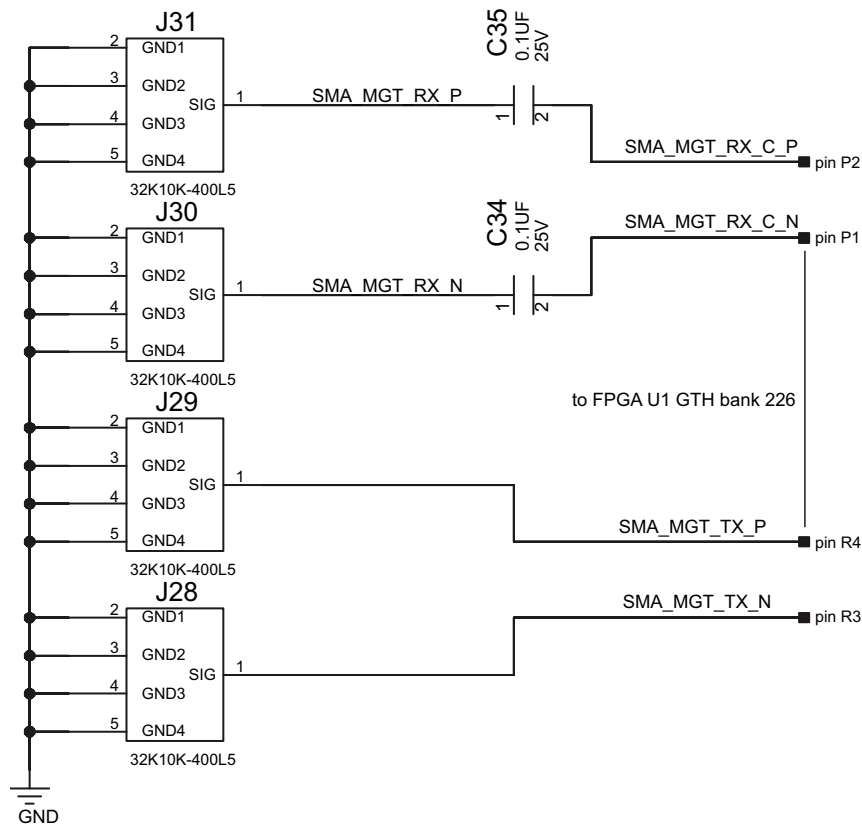 J31
2 GND1
3 GND2
SIG 1
4 GND3
5 GND4
32K10K-400L5
SMA_MGT_RX_P
C35
0.1UF
25V
1 2
SMA_MGT_RX_C_P
pin P2
J30
2 GND1
3 GND2
SIG 1
4 GND3
5 GND4
32K10K-400L5
SMA_MGT_RX_N
C34
0.1UF
25V
1 2
SMA_MGT_RX_C_N
pin P1
to FPGA U1 GTH bank 226
J29
2 GND1
3 GND2
SIG 1
4 GND3
5 GND4
32K10K-400L5
SMA_MGT_TX_P
pin R4
J28
2 GND1
3 GND2
SIG 1
4 GND3
5 GND4
32K10K-400L5
SMA_MGT_TX_N
pin R3
GND